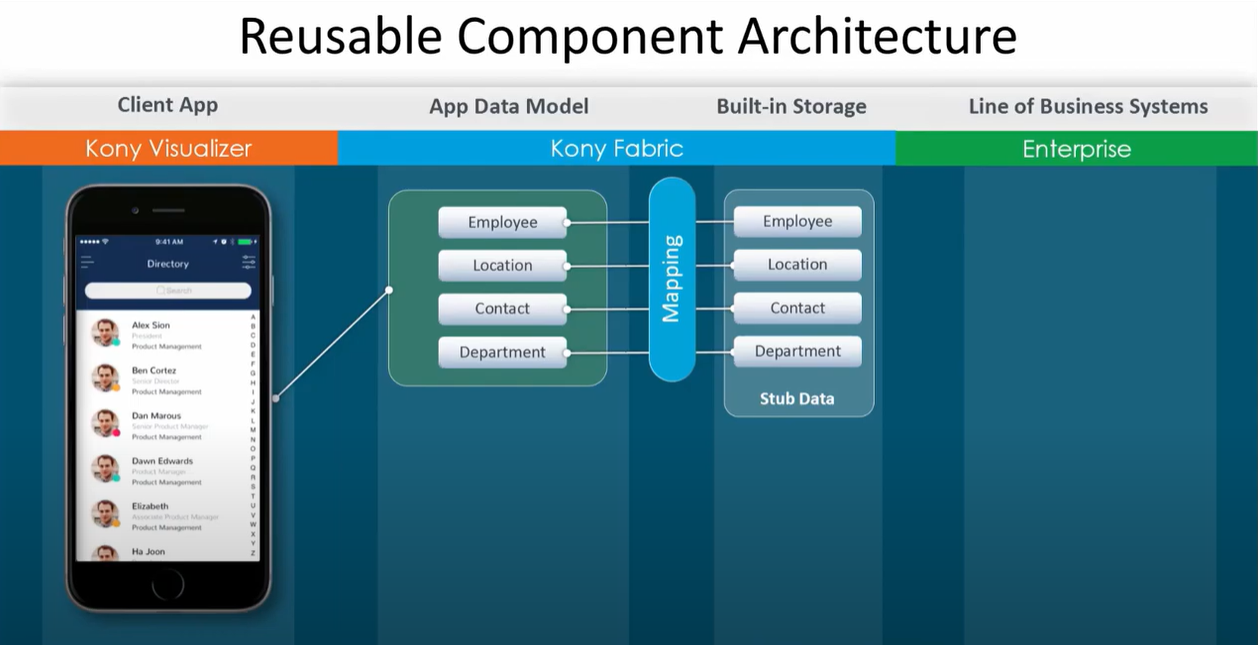 Reusable Component Architecture
Client App
App Data Model
Built-in Storage
Line of Business Systems
Kony Visualizer
Kony Fabric
Enterprise
9:41 AM
Directory
Search
Alex Sion
President
Product Management
Ben Cortez
Senior Director
Product Management
Dan Marous
Senior Product Manager
Product Management
Dawn Edwards
Product Manager
Product Management
Elizabeth
Associate Product Manager
Product Management
Ha Joon
A
B
C
D
E
F
G
H
I
J
K
L
M
N
O
P
Q
R
S
T
U
V
W
X
Y
Z
Employee
Location
Contact
Department
Mapping
Employee
Location
Contact
Department
Stub Data